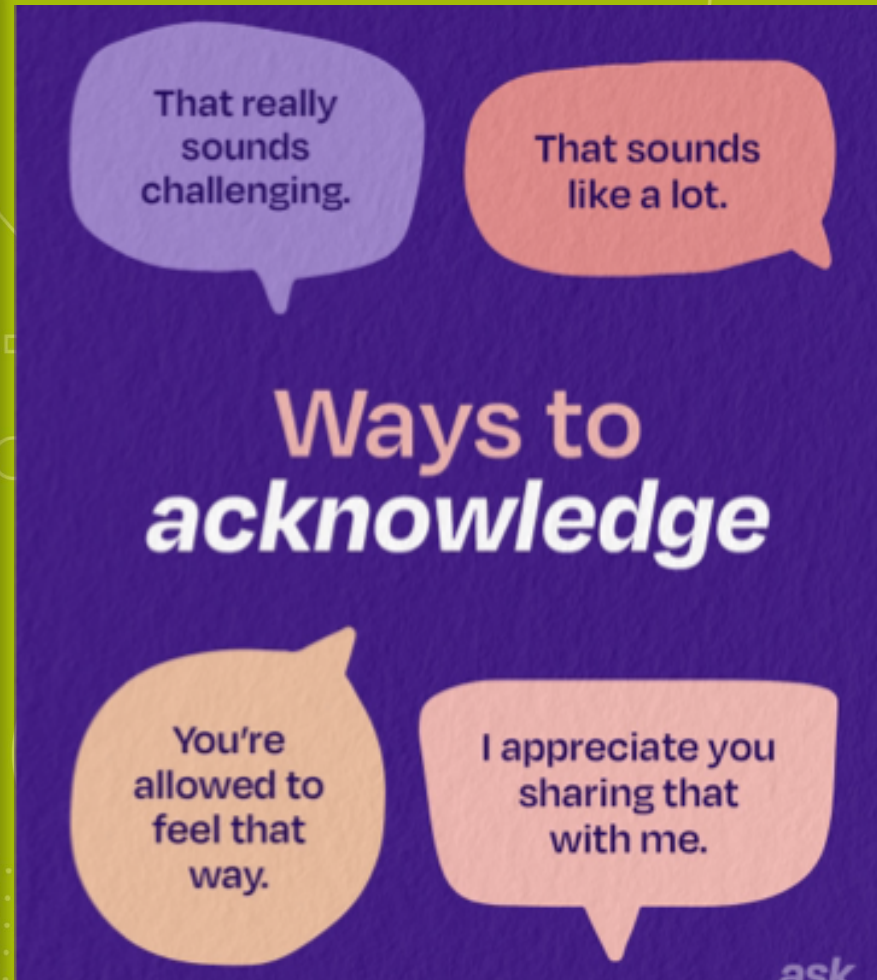 That really
sounds
challenging.
That sounds
like a lot.
Ways to
acknowledge
You're
allowed to
feel that
way.
I appreciate you
sharing that
with me.
ask